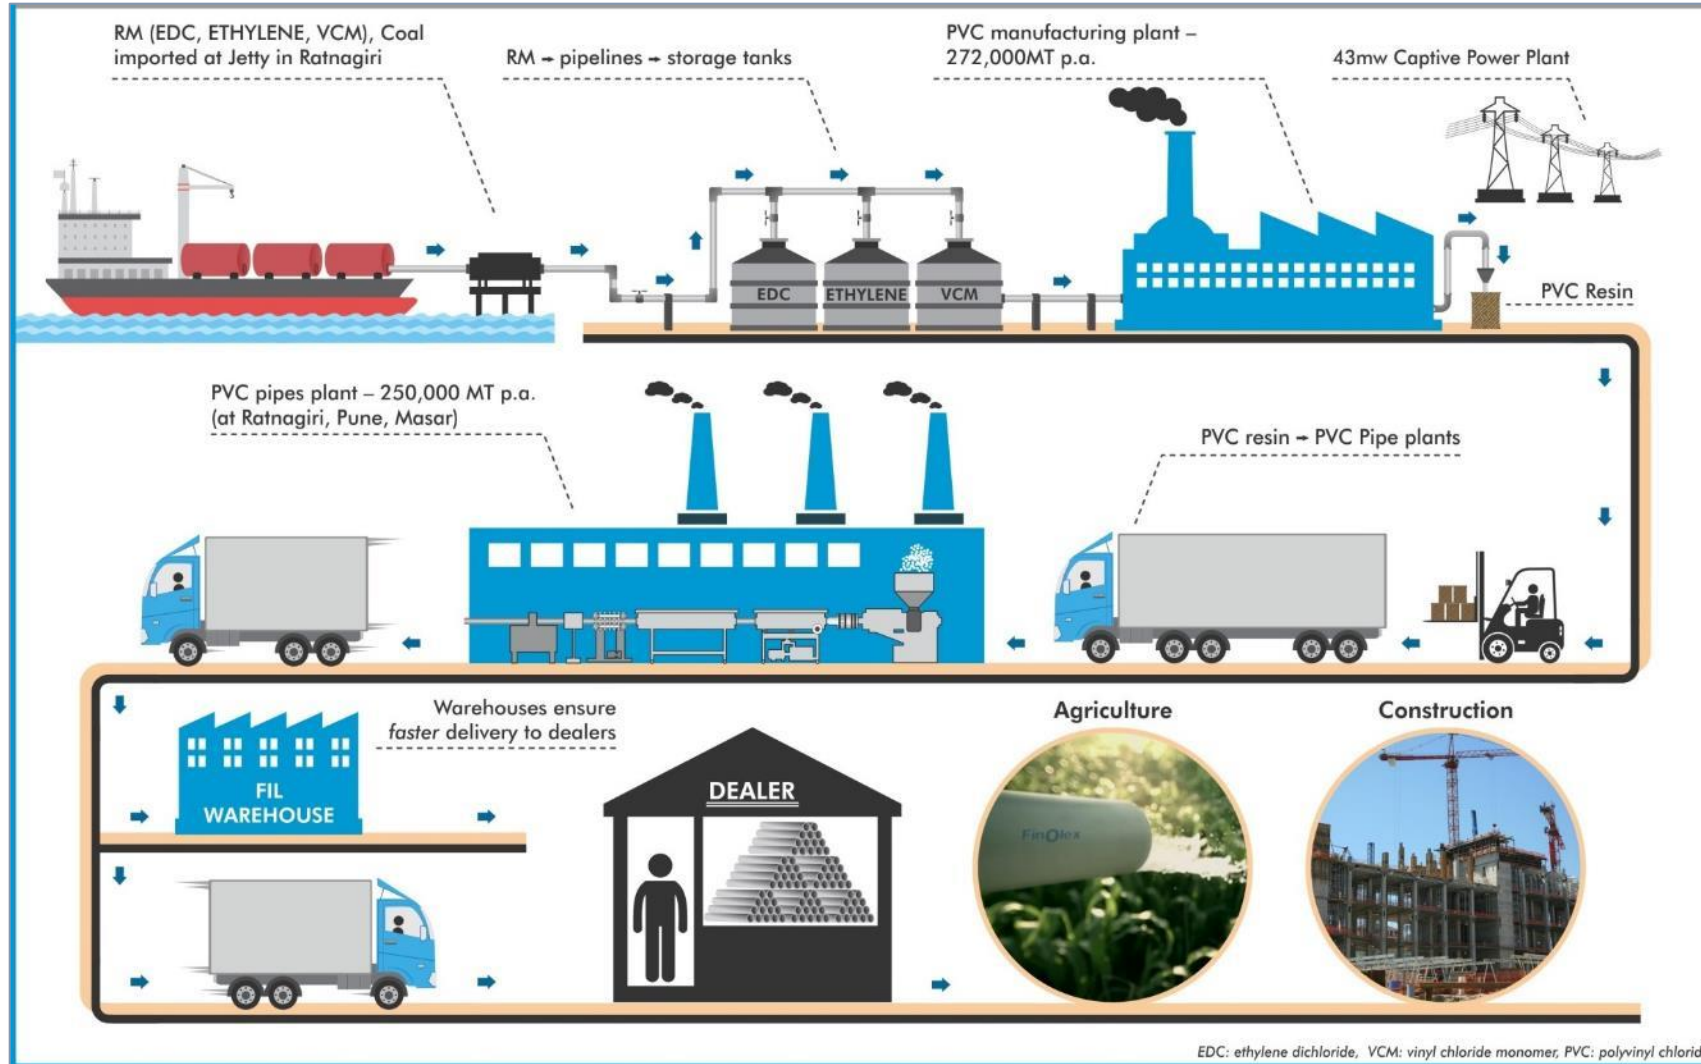 RM (EDC, ETHYLENE, VCM), Coal
imported at Jetty in Ratnagiri
RM → pipelines → storage tanks
PVC manufacturing plant –
272,000MT p.a.
43mw Captive Power Plant
EDC
ETHYLENE
VCM
PVC Resin
PVC pipes plant – 250,000 MT p.a.
(at Ratnagiri, Pune, Masar)
PVC resin → PVC Pipe plants
Warehouses ensure
faster delivery to dealers
FIL
WAREHOUSE
DEALER
Agriculture
Construction
FinOlex
EDC: ethylene dichloride, VCM: vinyl chloride monomer, PVC: polyvinyl chlorid